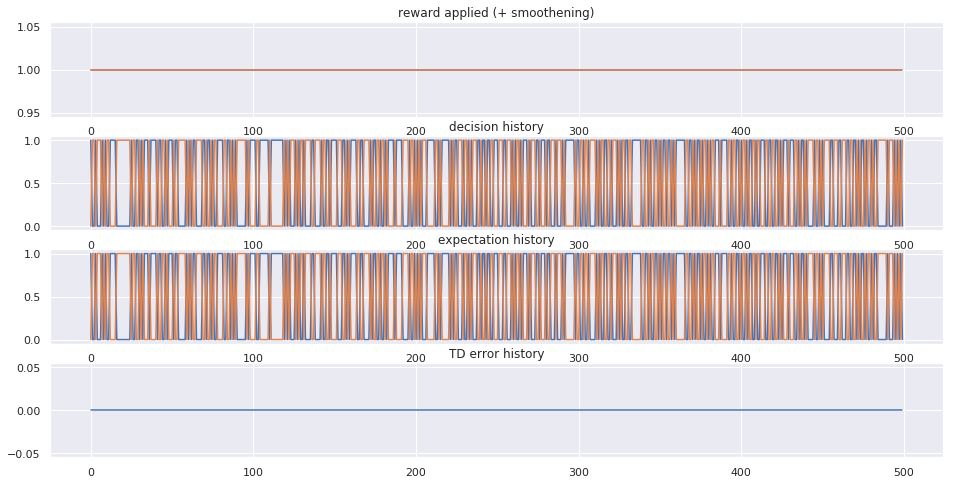 reward applied (+ smoothening)
1.05
1.00
0.95
0 100 200 300 400 500
decision history
1.0
0.5
0.0
0 100 200 300 400 500
expectation history
1.0
0.5
0.0
0 100 200 300 400 500
TD error history
0.05
0.00
−0.05
0 100 200 300 400 500